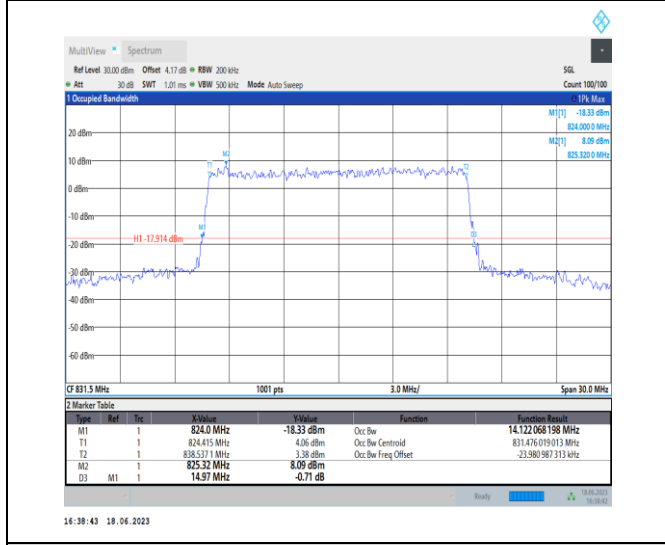 MultiView Spectrum
Ref Level 30.00 dBm Offset 4.17 dB RBW 200 kHz SGL
Att 30 dB SWT 1.01 ms VBW 500 kHz Mode Auto Sweep Count 100/100
1 Occupied Bandwidth 1Pk Max
M1[1] -18.33 dBm
824.000 0 MHz
M2[1] 8.09 dBm
825.320 0 MHz
20 dBm
M2
T1
T2
10 dBm
0 dBm
-10 dBm
M1
D3
H1 -17.914 dBm
-20 dBm
-30 dBm
-40 dBm
-50 dBm
-60 dBm
CF 831.5 MHz 1001 pts 3.0 MHz/ Span 30.0 MHz
2 Marker Table
Type Ref Trc X-Value Y-Value Function Function Result
M1 1 824.0 MHz -18.33 dBm Occ Bw 14.122 068 198 MHz
T1 1 824.415 MHz 4.06 dBm Occ Bw Centroid 831.476 019 013 MHz
T2 1 838.537 1 MHz 3.38 dBm Occ Bw Freq Offset -23.980 987 313 kHz
M2 1 825.32 MHz 8.09 dBm
D3 M1 1 14.97 MHz -0.71 dB
Ready 18.06.2023
16:38:42
16:38:43 18.06.2023